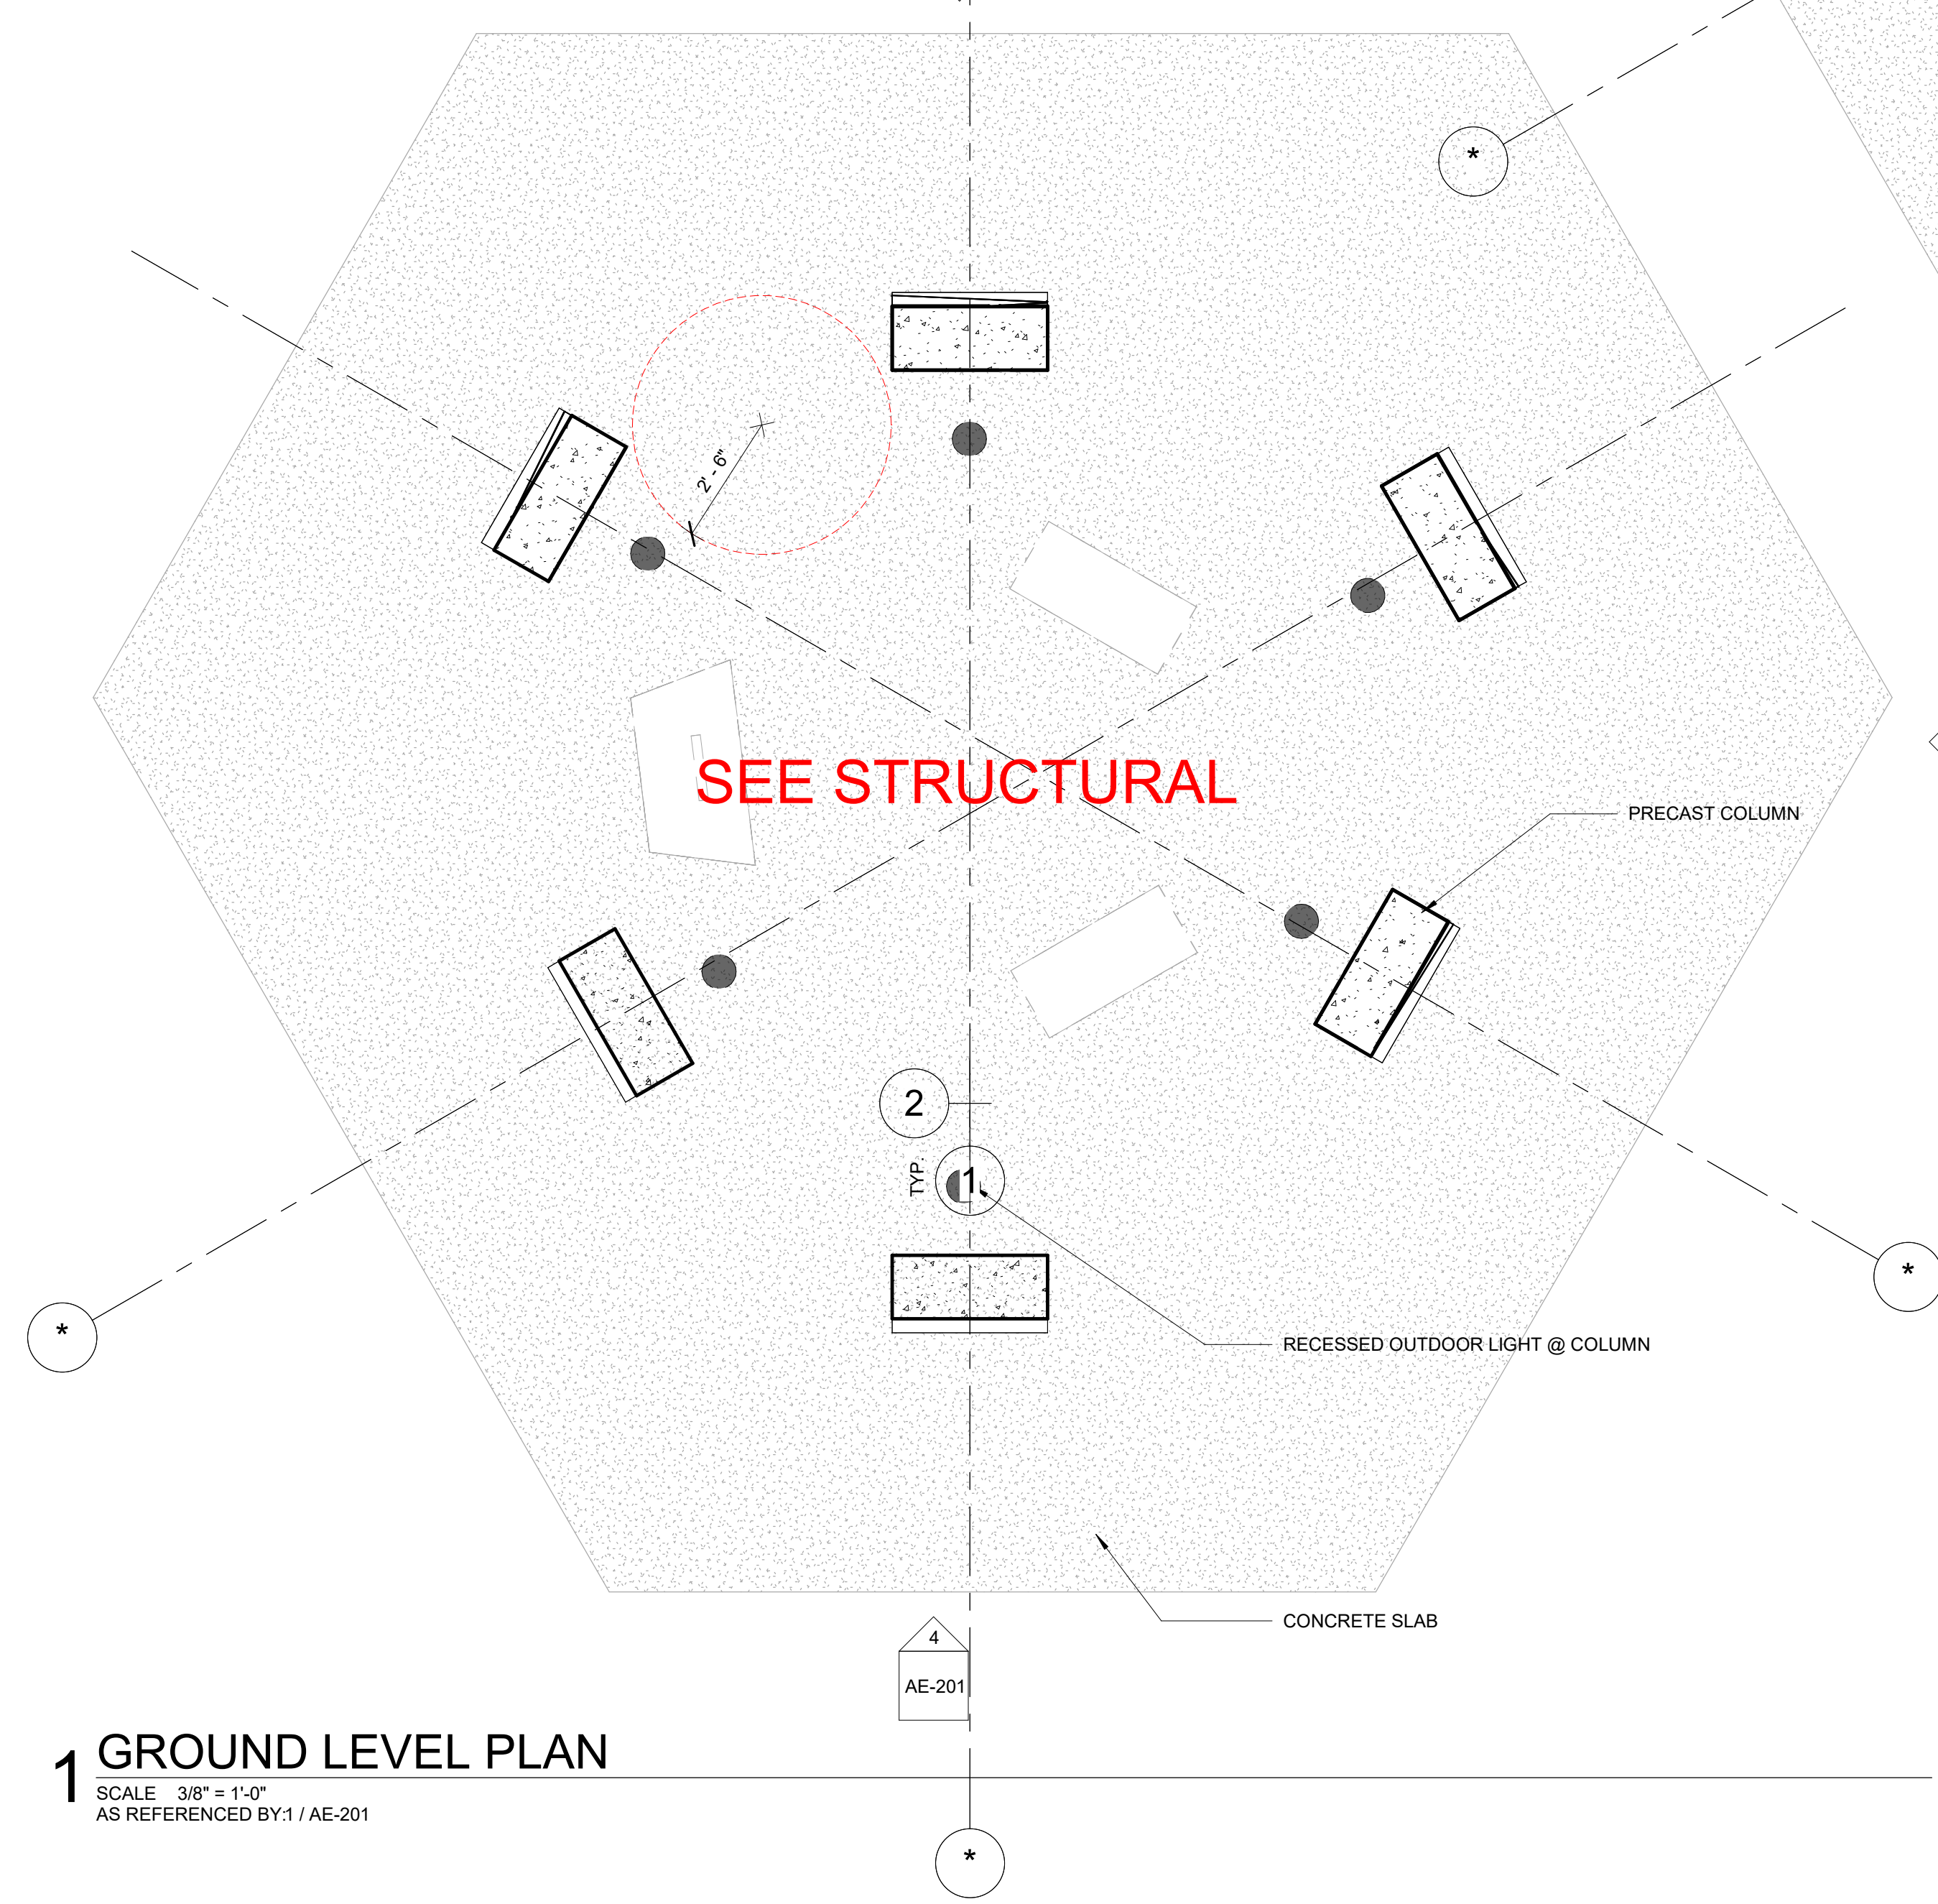 *
2' - 6"
SEE STRUCTURAL
PRECAST COLUMN
2
TYP.
1
*
*
RECESSED OUTDOOR LIGHT @ COLUMN
CONCRETE SLAB
4
AE-201
1 GROUND LEVEL PLAN
SCALE 3/8" = 1'-0"
AS REFERENCED BY:1 / AE-201
*